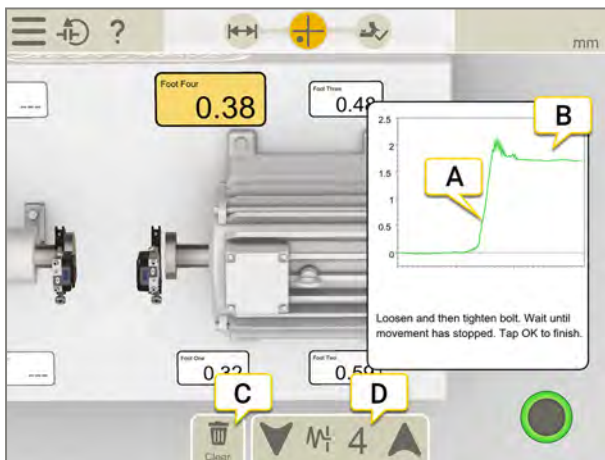 ?
mm
Foot Four
0.38
Foot Three
0.48
2.5
2
1.5
1
0.5
0
A
B
Loosen and then tighten bolt. Wait until
movement has stopped. Tap OK to finish.
Foot One
0.32
Foot Two
0.59
C
D
Clear
4